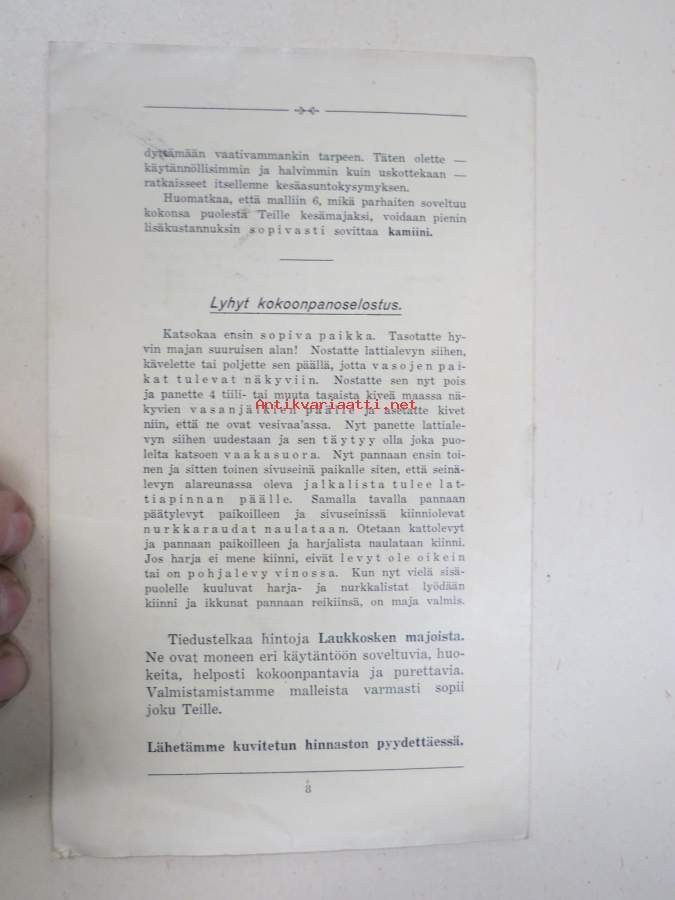 dyttämään vaativammankin tarpeen. Täten olette —
käytännöllisimmin ja halvimmin kuin uskottekaan —
ratkaisseet itsellenne kesäasuntokysymyksen.
Huomatkaa, että malliin 6, mikä parhaiten soveltuu
kokonsa puolesta Teille kesämajaksi, voidaan pienin
lisäkustannuksin sopivasti sovittaa kamiini.
Lyhyt kokoonpanoselostus.
Katsokaa ensin sopiva paikka. Tasotatte hy-
vin majan suuruisen alan! Nostatte lattialevyn siihen,
kävelette tai poljette sen päällä, jotta vasojen pai-
kat tulevat näkyviin. Nostatte sen nyt pois
ja panette 4 tiili- tai muuta tasaista kiveä maassa nä-
kyvien vasanjälkien päälle ja asetatte kivet
Antikvariaatti.net
niin, että ne ovat vesivaa'assa. Nyt panette lattiale-
vyn siihen uudestaan ja sen täytyy olla joka puo-
lelta katsoen vaakasuora. Nyt pannaan ensin toi-
nen ja sitten toinen sivuseinä paikalle siten, että seinä-
levyn alareunassa oleva jalkalista tulee lat-
tiapinnan päälle. Samalla tavalla pannaan
päätylevyt paikoilleen ja sivuseinissä kiinniolevat
nurkkaraudat naulataan. Otetaan kattolevyt
ja pannaan paikoilleen ja harjalista naulataan kiinni.
Jos harja ei mene kiinni, eivät levyt ole oikein
tai on pohjalevy vinossa. Kun nyt vielä sisä-
puolelle kuuluvat harja- ja nurkkalistat lyödään
kiinni ja ikkunat pannaan reikiinsä, on maja valmis.
Tiedustelkaa hintoja Laukkosken majoista.
Ne ovat moneen eri käytäntöön soveltuvia, huo-
keita, helposti kokoonpantavia ja purettavia.
Valmistamistamme malleista varmasti sopii
joku Teille.
Lähetämme kuvitetun hinnaston pyydettäessä.
8